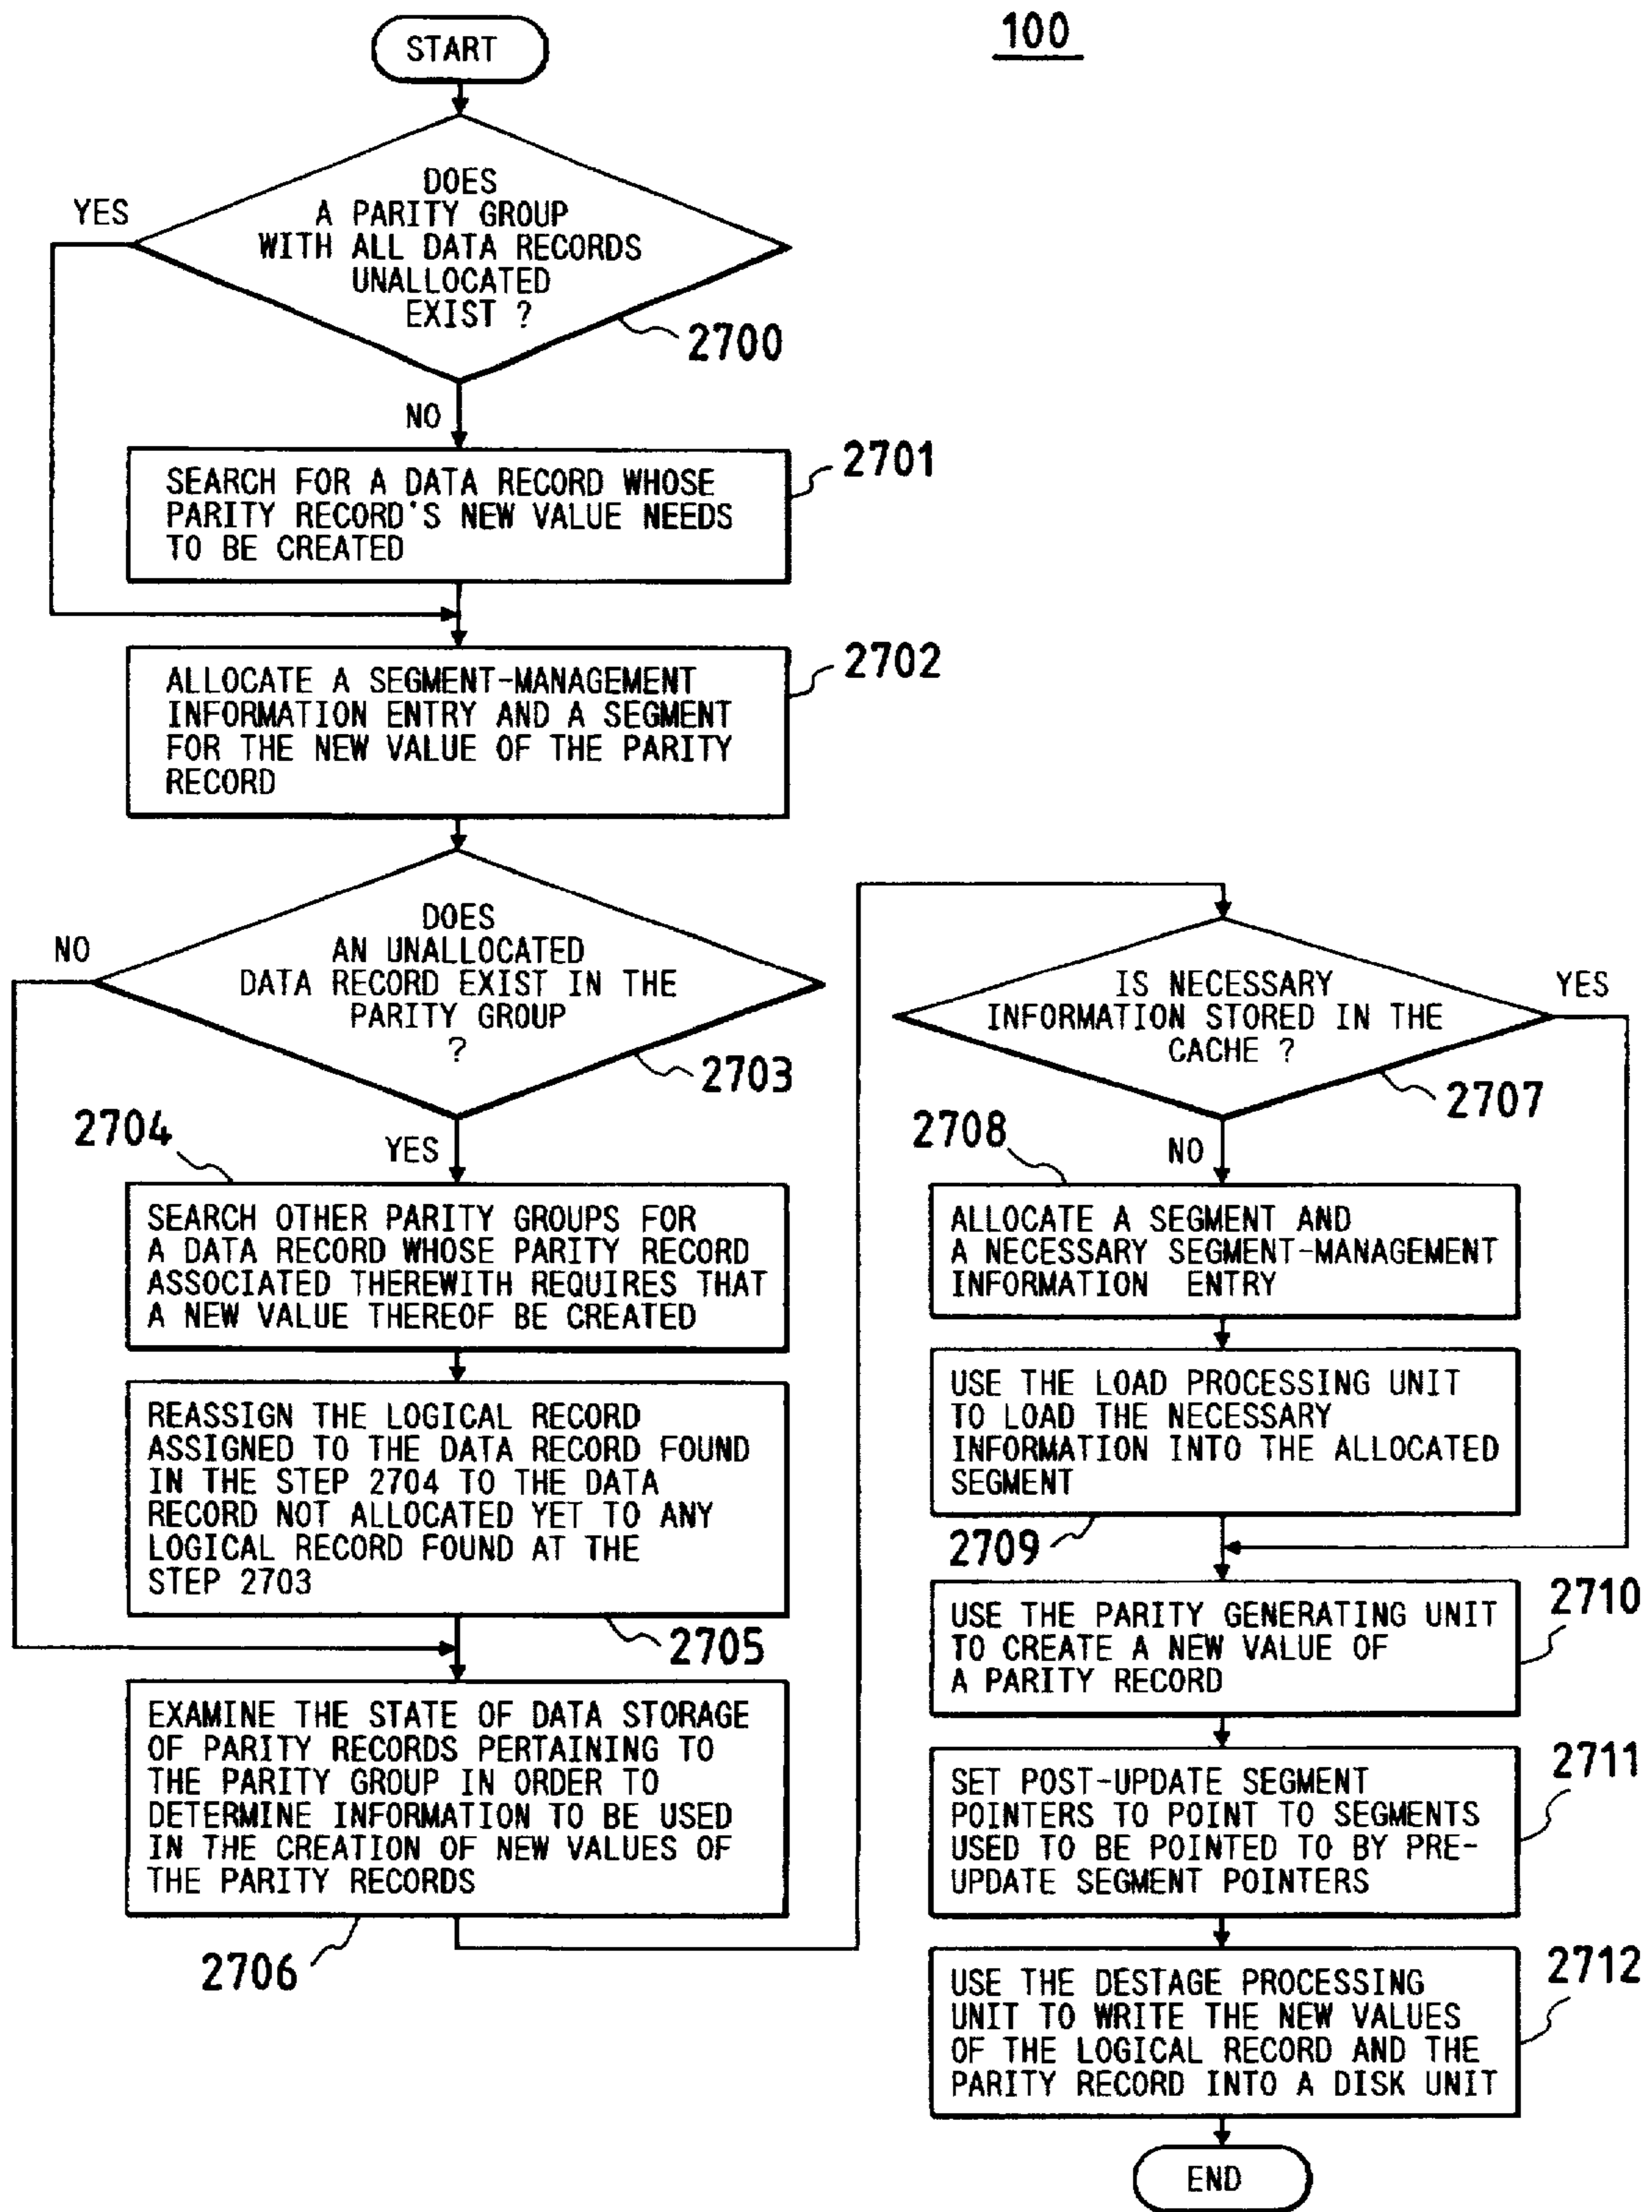 100
START
DOES
A PARITY GROUP
WITH ALL DATA RECORDS
UNALLOCATED
EXIST ?
YES
2700
NO
2701
SEARCH FOR A DATA RECORD WHOSE
PARITY RECORD'S NEW VALUE NEEDS
TO BE CREATED
2702
ALLOCATE A SEGMENT-MANAGEMENT
INFORMATION ENTRY AND A SEGMENT
FOR THE NEW VALUE OF THE PARITY
RECORD
DOES
AN UNALLOCATED
DATA RECORD EXIST IN THE
PARITY GROUP
?
NO
2703
YES
2704
SEARCH OTHER PARITY GROUPS FOR
A DATA RECORD WHOSE PARITY RECORD
ASSOCIATED THEREWITH REQUIRES THAT
A NEW VALUE THEREOF BE CREATED
REASSIGN THE LOGICAL RECORD
ASSIGNED TO THE DATA RECORD FOUND
IN THE STEP 2704 TO THE DATA
RECORD NOT ALLOCATED YET TO ANY
LOGICAL RECORD FOUND AT THE
STEP 2703
2705
EXAMINE THE STATE OF DATA STORAGE
OF PARITY RECORDS PERTAINING TO
THE PARITY GROUP IN ORDER TO
DETERMINE INFORMATION TO BE USED
IN THE CREATION OF NEW VALUES OF
THE PARITY RECORDS
2706
IS NECESSARY
INFORMATION STORED IN THE
CACHE ?
YES
2707
NO
2708
ALLOCATE A SEGMENT AND
A NECESSARY SEGMENT-MANAGEMENT
INFORMATION ENTRY
USE THE LOAD PROCESSING UNIT
TO LOAD THE NECESSARY
INFORMATION INTO THE ALLOCATED
SEGMENT
2709
2710
USE THE PARITY GENERATING UNIT
TO CREATE A NEW VALUE OF
A PARITY RECORD
2711
SET POST-UPDATE SEGMENT
POINTERS TO POINT TO SEGMENTS
USED TO BE POINTED TO BY PRE-
UPDATE SEGMENT POINTERS
2712
USE THE DESTAGE PROCESSING
UNIT TO WRITE THE NEW VALUES
OF THE LOGICAL RECORD AND THE
PARITY RECORD INTO A DISK UNIT
END